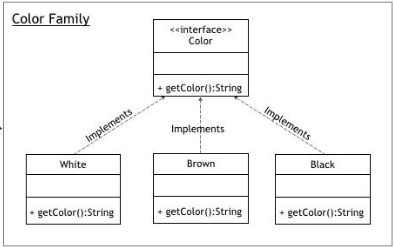 Color Family
<<interface>>
Color
+ getColor():String
Implements
Implements
Implements
White
Brown
Black
+ getColor():String
+ getColor():String
+ getColor():String